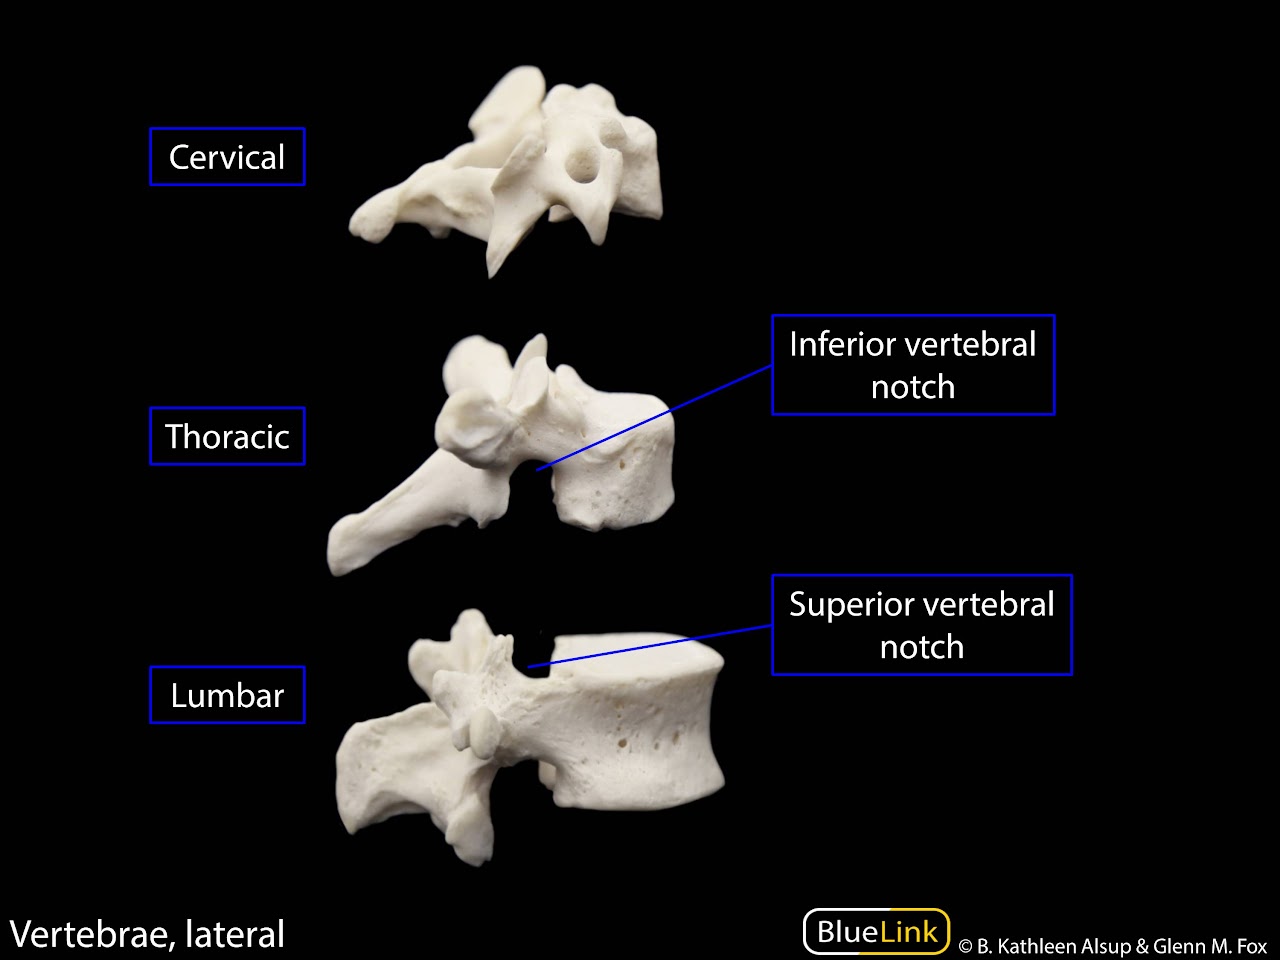 Cervical
Inferior vertebral
notch
Thoracic
Superior vertebral
notch
Lumbar
Vertebrae, lateral
BlueLink
© B. Kathleen Alsup & Glenn M. Fox